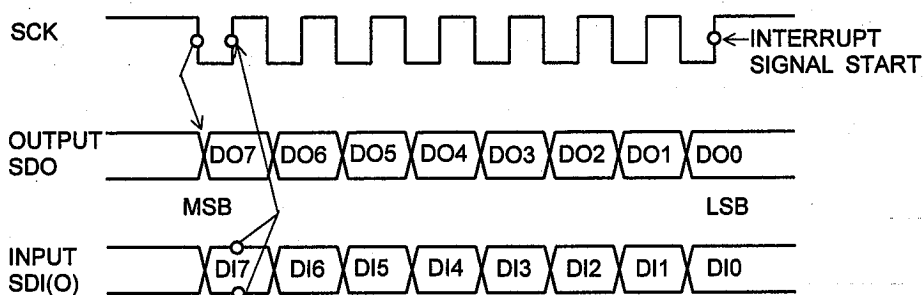 SCK
INTERRUPT
SIGNAL START
OUTPUT
SDO
DO7 DO6 DO5 DO4 DO3 DO2 DO1 DO0
MSB LSB
INPUT
SDI(O)
DI7 DI6 DI5 DI4 DI3 DI2 DI1 DI0